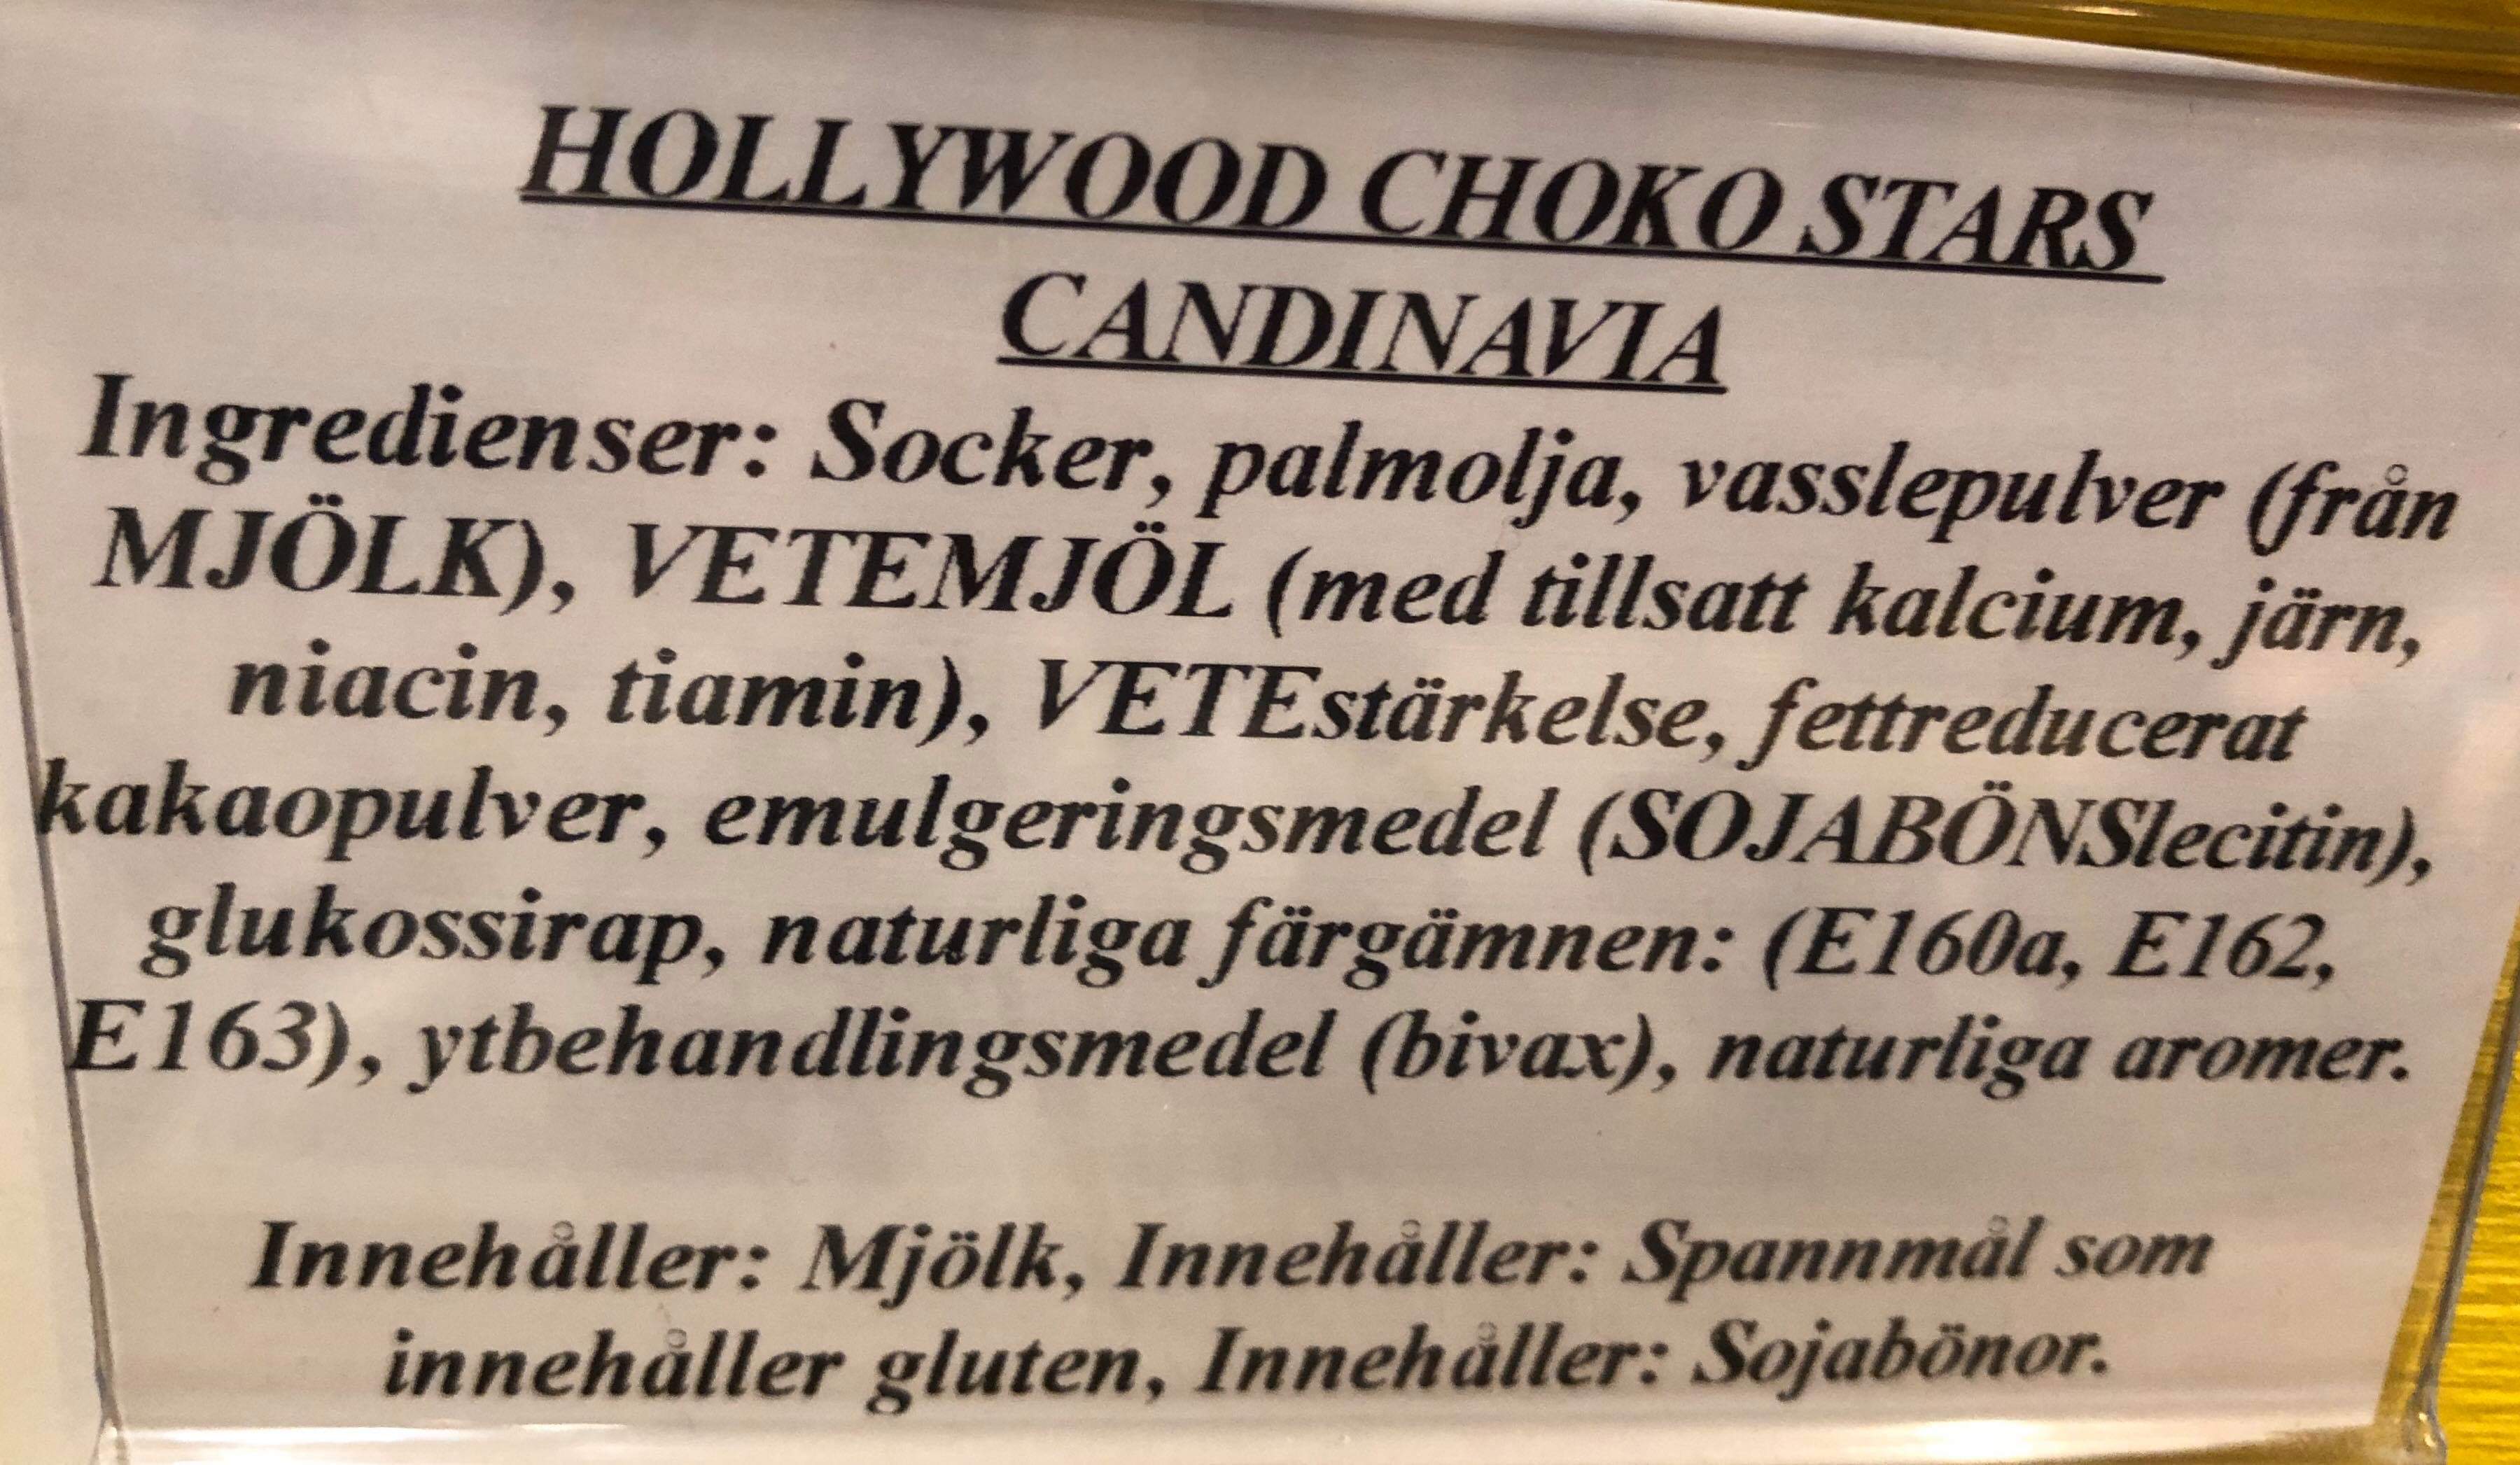 HOLLYWOOD CHOKO STARS
CANDINAVIA
Ingredienser: Socker, palmolja, vasslepulver (från
MJÖLK), VETEMJÖL (med tillsatt kalcium, järn,
niacin, tiamin), VETEstärkelse, fettreducerat
kakaopulver, emulgeringsmedel (SOJABÖNSlecitin),
glukossirap, naturliga färgämnen: (E160a, E162,
E163), ytbehandlingsmedel (bivax), naturliga aromer.
Innehåller: Mjölk, Innehåller: Spannmål som
innehåller gluten, Innehåller: Sojabönor.